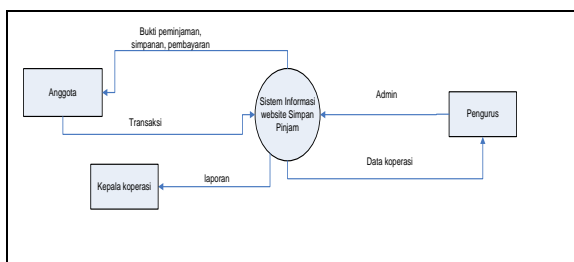 Bukti peminjaman,
simpanan, pembayaran
Anggota
Transaksi
Sistem Informasi
website Simpan
Pinjam
Admin
Pengurus
Data koperasi
laporan
Kepala koperasi